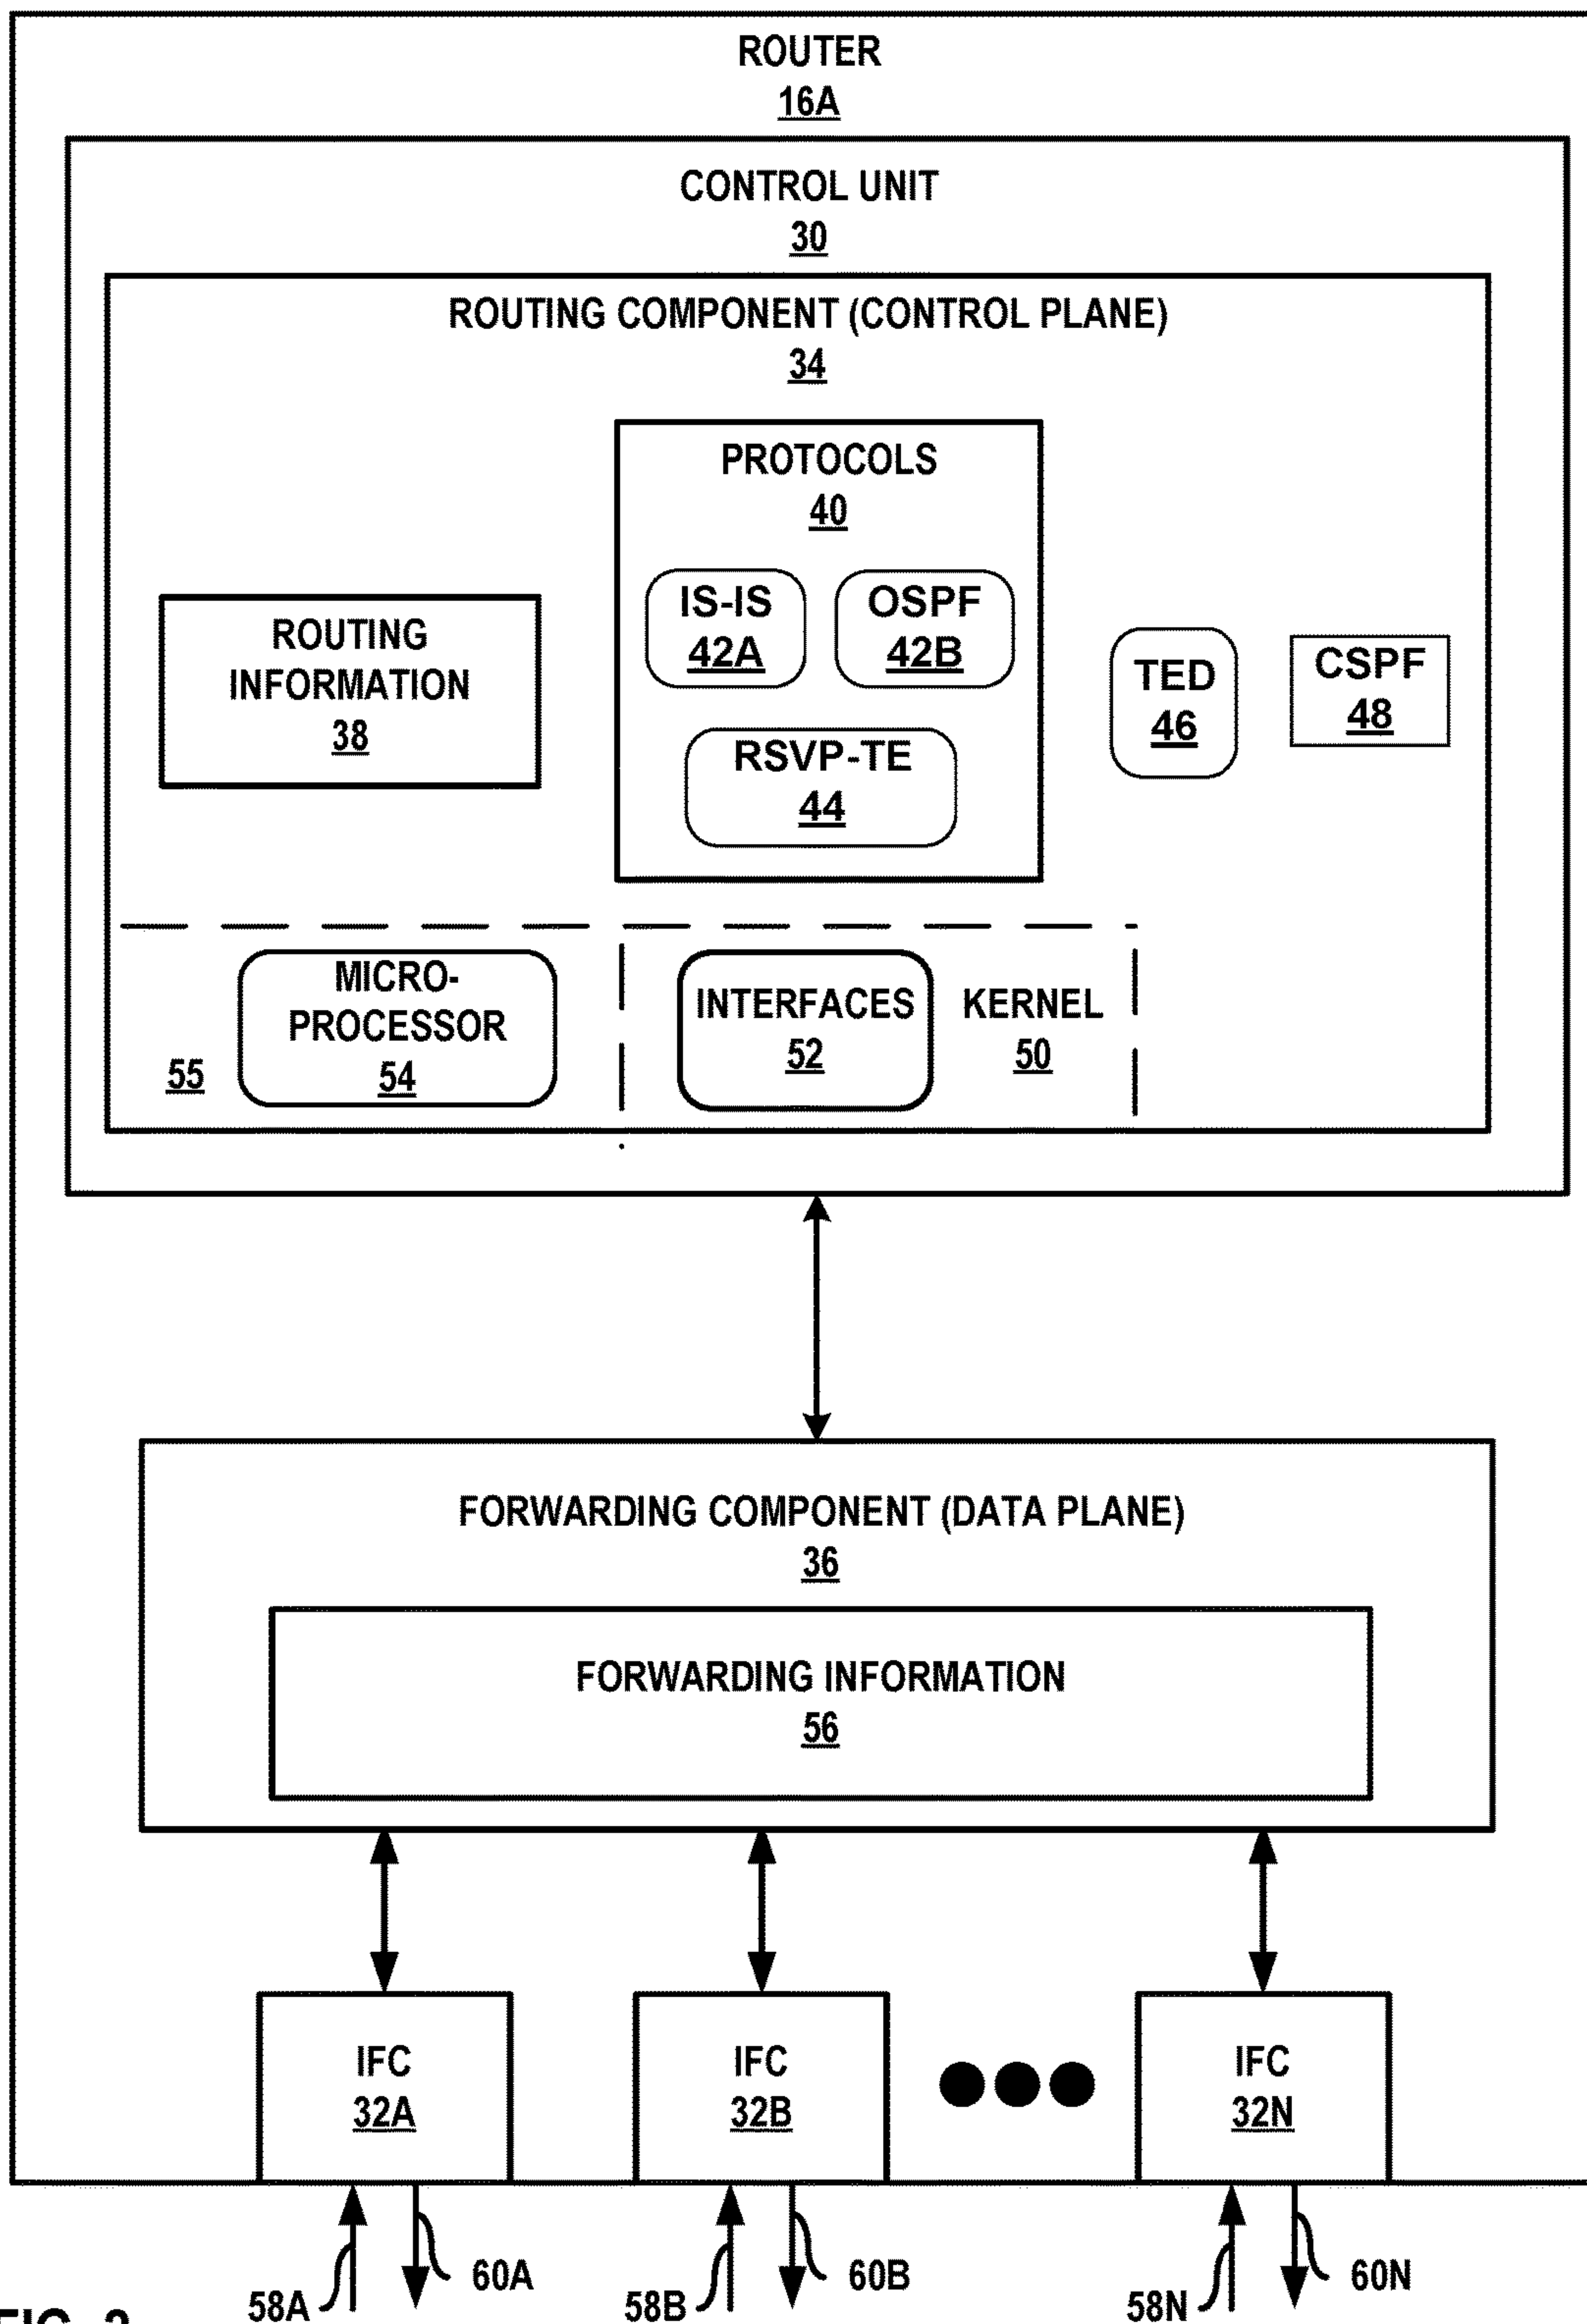 ROUTER
16A
CONTROL UNIT
30
ROUTING COMPONENT (CONTROL PLANE)
34
PROTOCOLS
40
IS-IS
42A
OSPF
42B
ROUTING
INFORMATION
38
TED
46
CSPF
48
RSVP-TE
44
MICRO-
PROCESSOR
54
55
INTERFACES
52
KERNEL
50
FORWARDING COMPONENT (DATA PLANE)
36
FORWARDING INFORMATION
56
IFC
32A
IFC
32B
IFC
32N
58A
60A
58B
60B
58N
60N